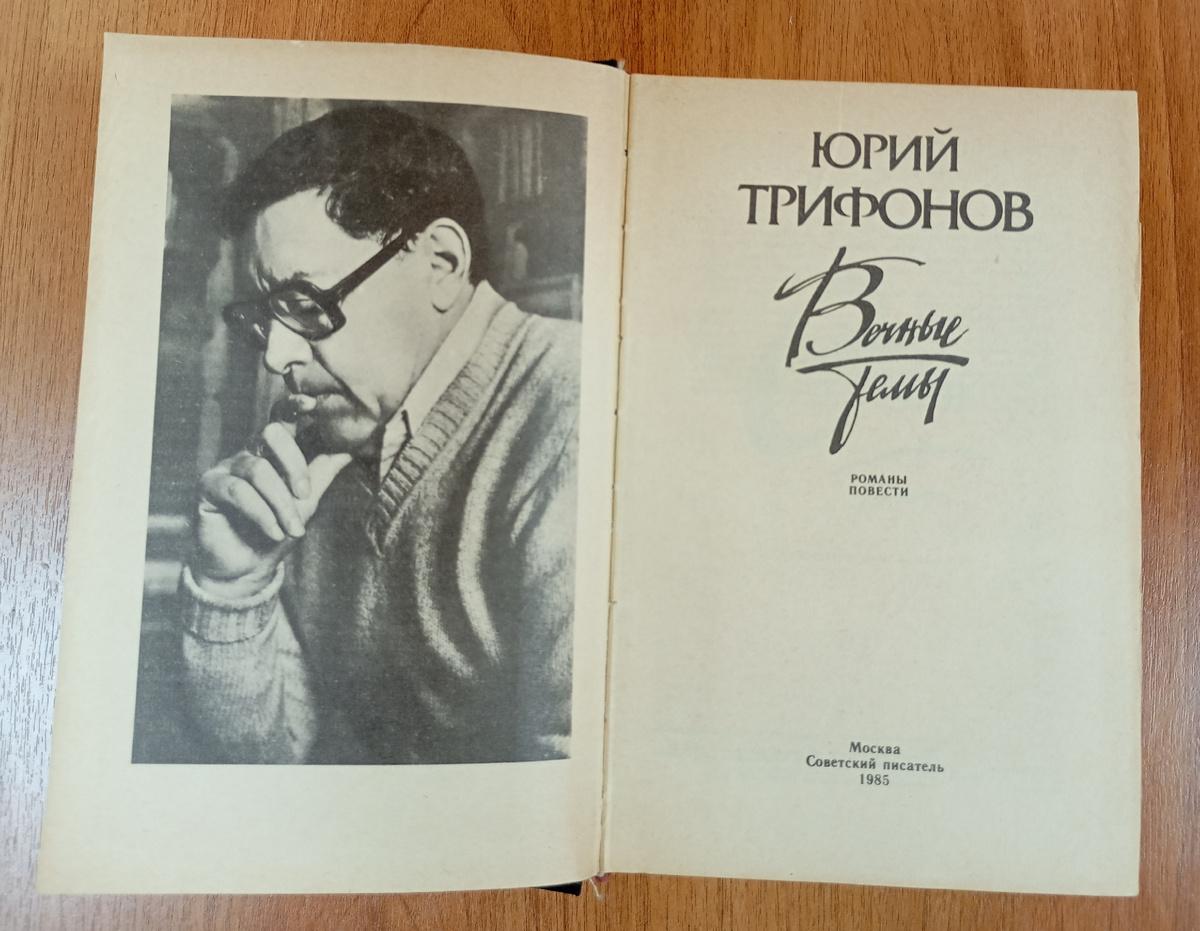 ЮРИЙ
ТРИФОНОВ
Вечные
темы
РОМАНЫ
ПОВЕСТИ
Москва
Советский писатель
1985